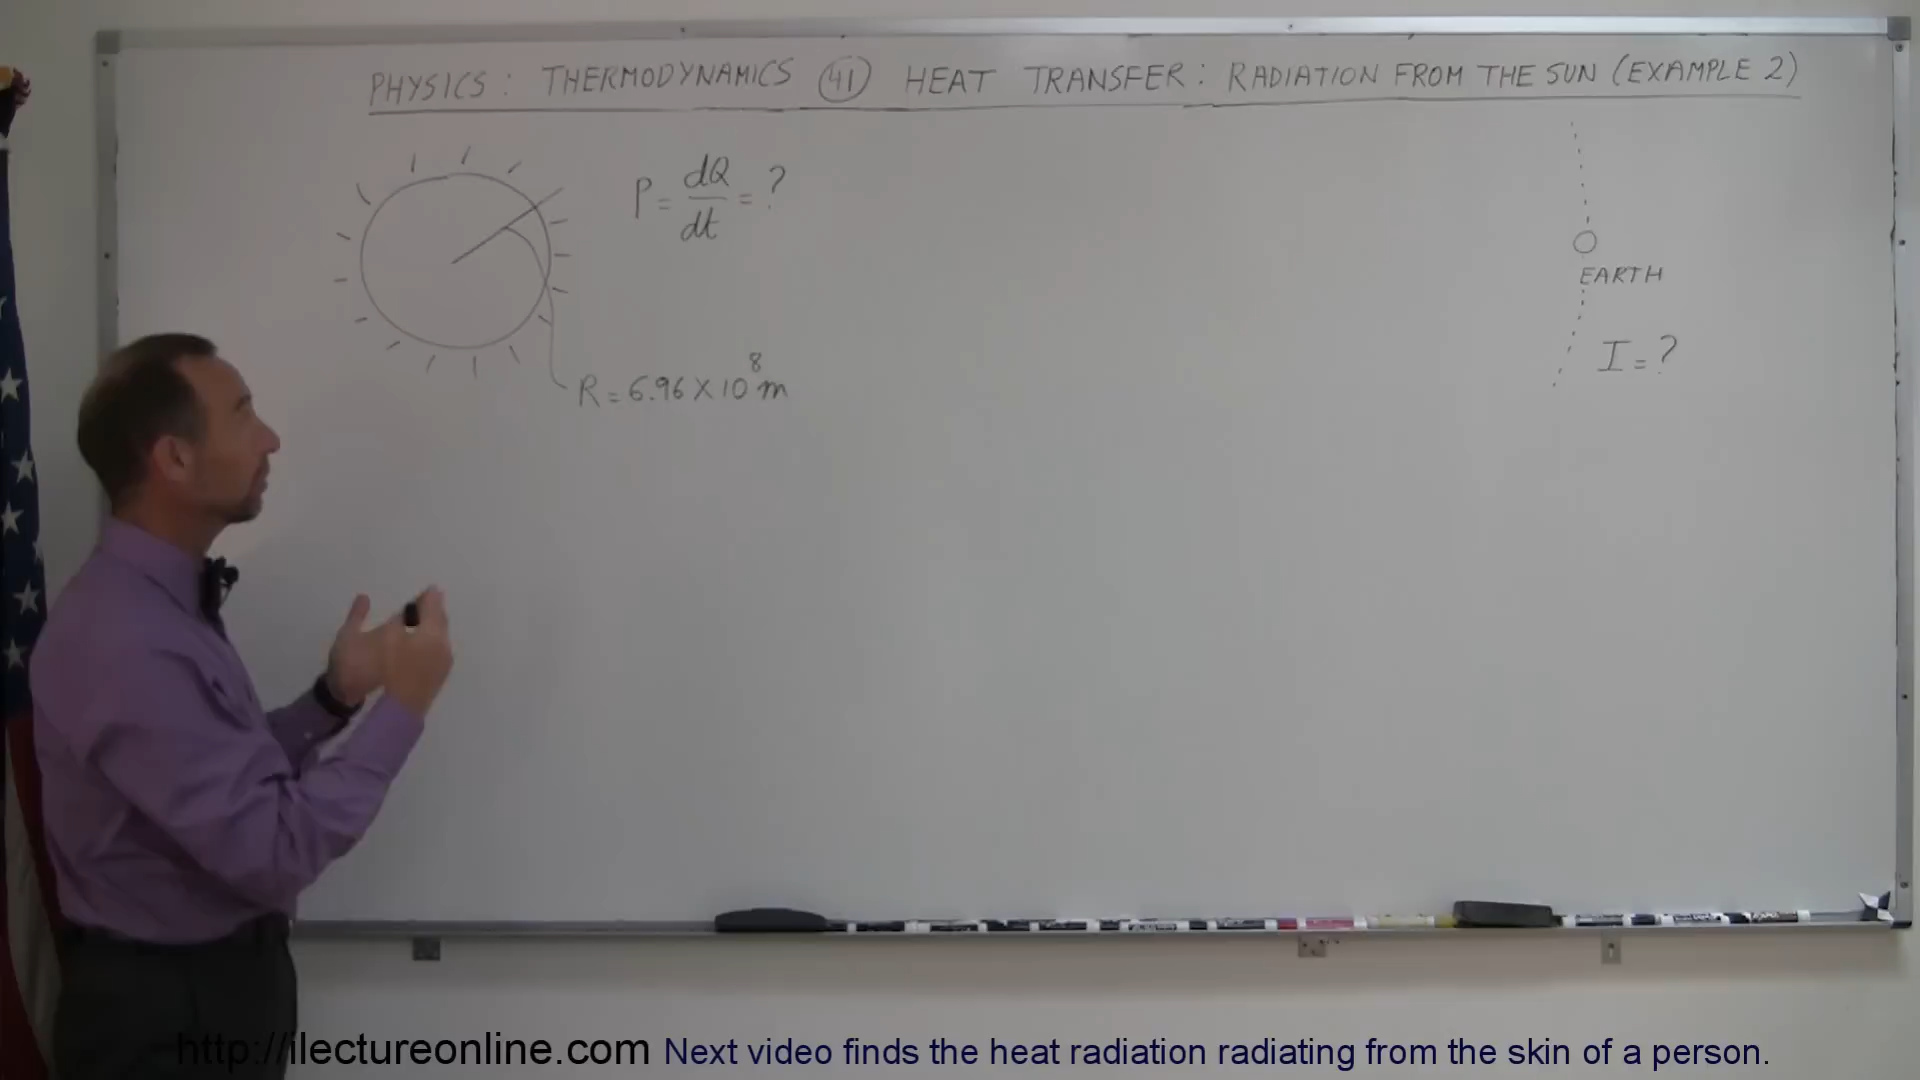 PHYSICS: THERMODYNAMICS 41 HEAT TRANSFER: RADIATION FROM THE SUN (EXAMPLE 2)
P = dQ/dt = ?
R = 6.96 X 10^8 m
EARTH
I = ?
http://ilectureonline.com Next video finds the heat radiation radiating from the skin of a person.